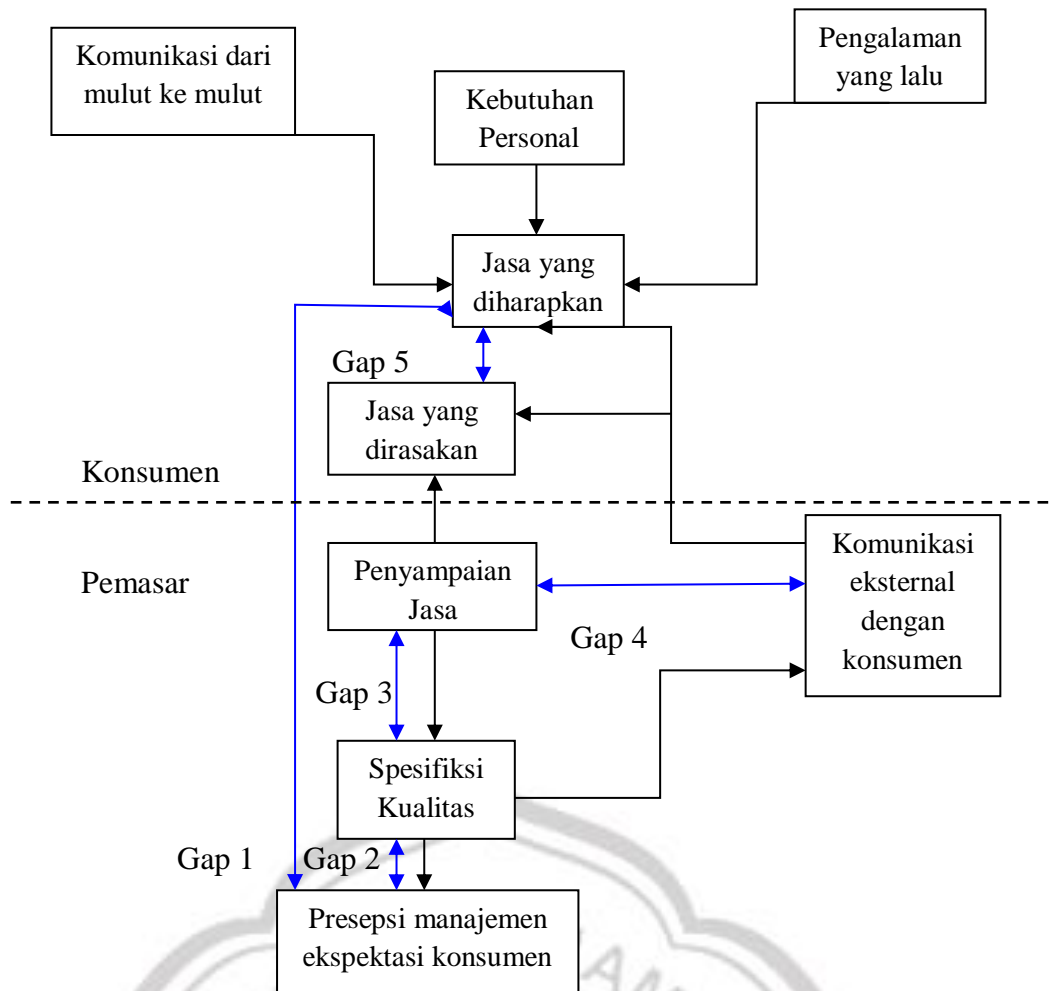 Komunikasi dari
mulut ke mulut
Kebutuhan
Personal
Pengalaman
yang lalu
Jasa yang
diharapkan
Gap 5
Jasa yang
dirasakan
Konsumen
Pemasar
Penyampaian
Jasa
Komunikasi
eksternal
dengan
konsumen
Gap 4
Gap 3
Spesifiksi
Kualitas
Gap 1
Gap 2
Presepsi manajemen
ekspektasi konsumen